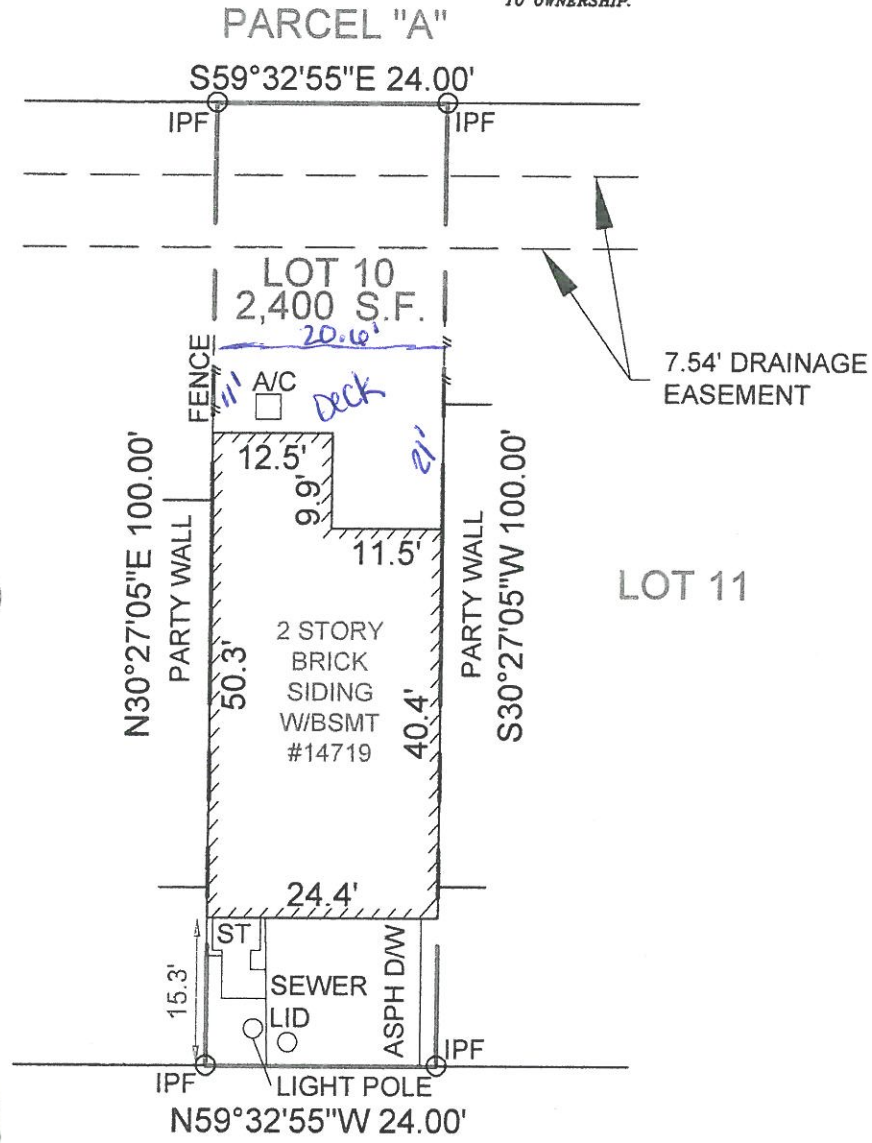 TO OWNERSHIP.
PARCEL "A"
S59°32'55"E 24.00'
IPF
IPF
LOT 10
2,400 S.F.
20.6'
FENCE
11'
A/C
Deck
21'
7.54' DRAINAGE
EASEMENT
12.5'
9.9'
11.5'
N30°27'05"E 100.00'
PARTY WALL
50.3'
2 STORY
BRICK
SIDING
W/BSMT
#14719
40.4'
PARTY WALL
S30°27'05"W 100.00'
LOT 11
24.4'
ST
15.3'
SEWER
LID
ASPH D/W
IPF
IPF
LIGHT POLE
N59°32'55"W 24.00'